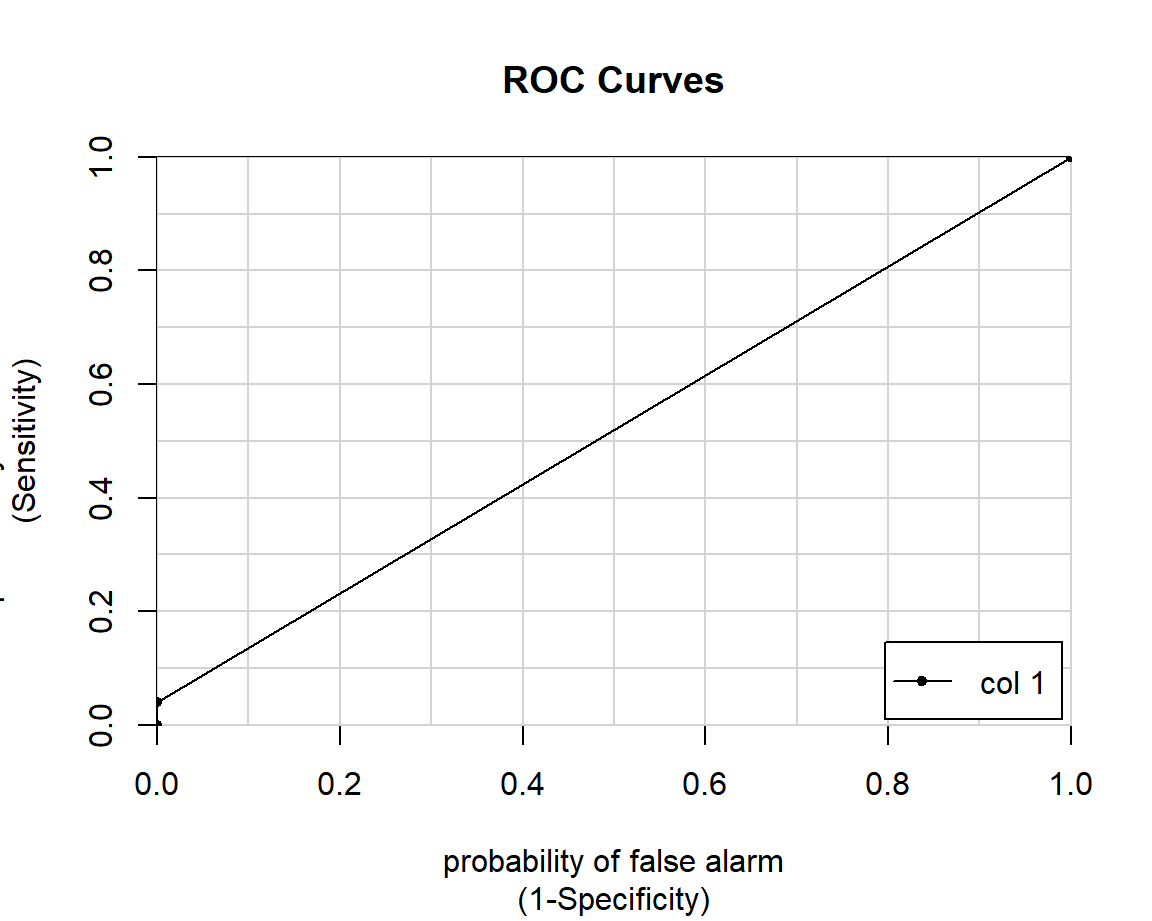 ROC Curves
(Sensitivity)
1.0
0.8
0.6
0.4
0.2
0.0
col 1
0.0 0.2 0.4 0.6 0.8 1.0
probability of false alarm
(1-Specificity)